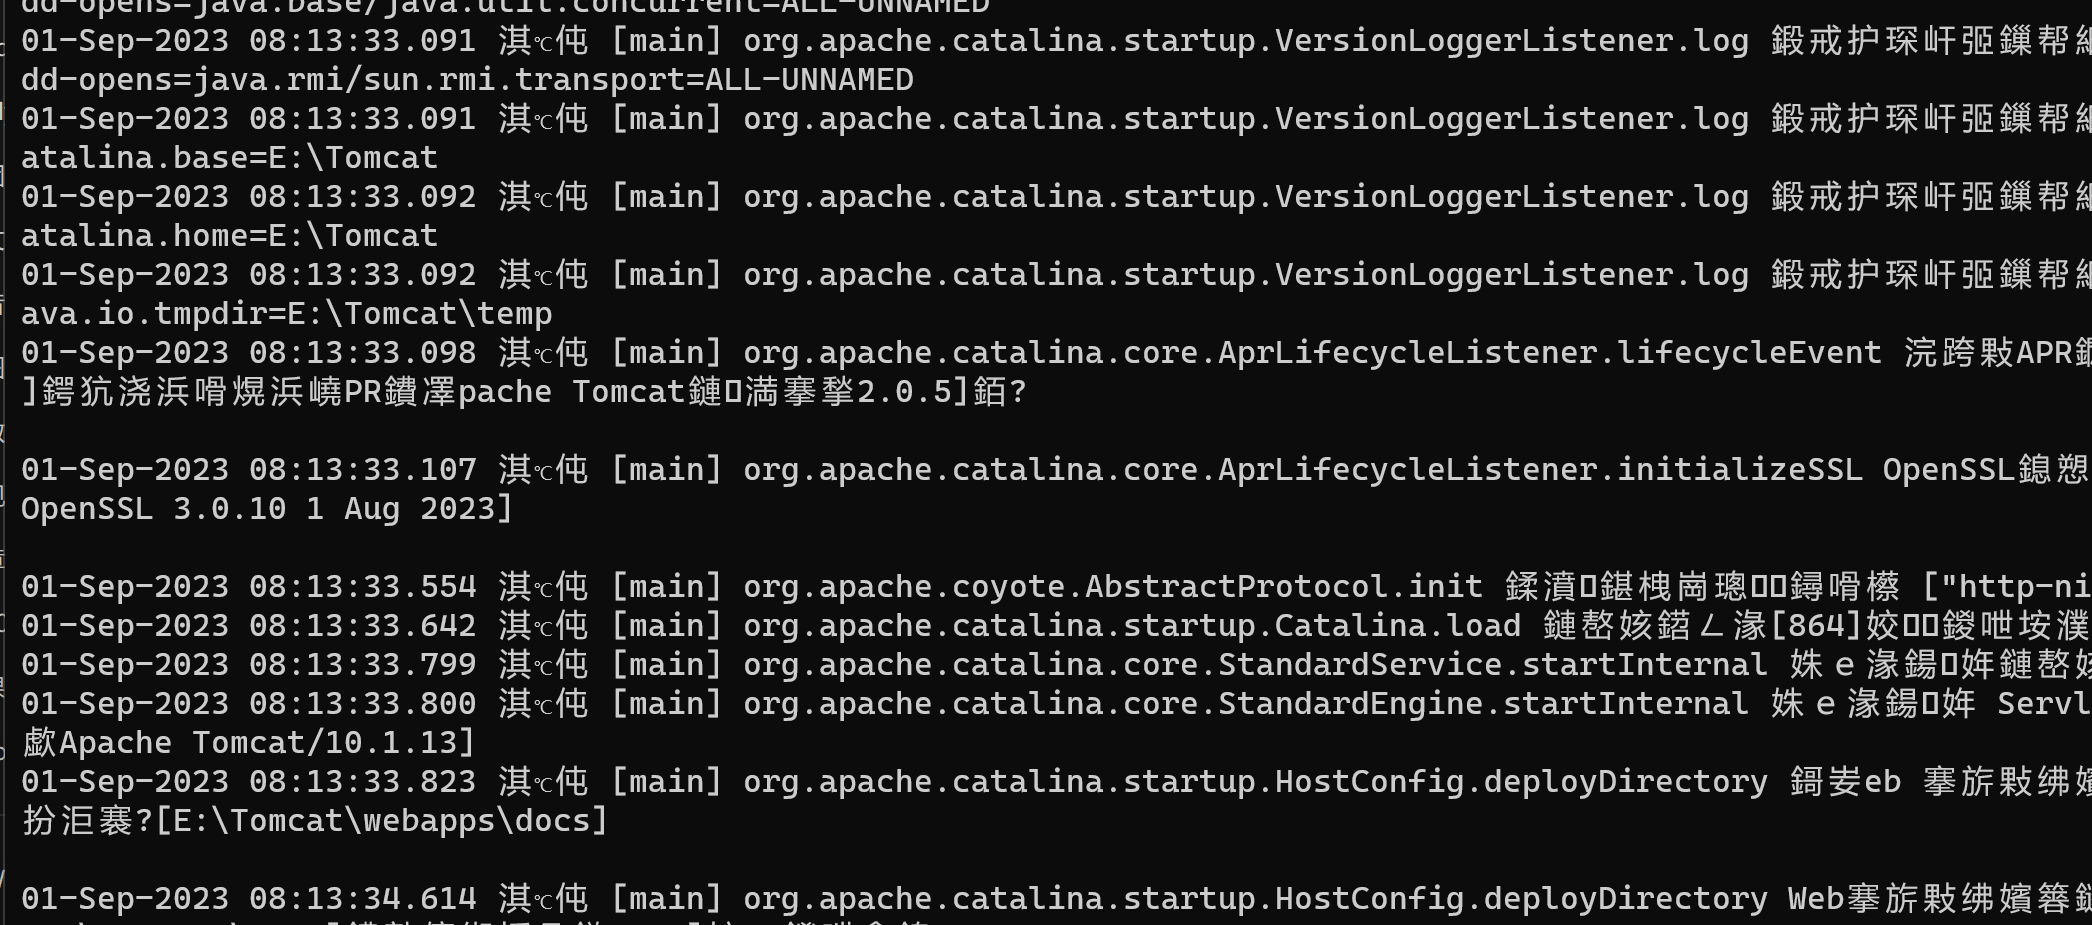 dd-opens=java.base/java.util.concurrent=ALL-UNNAMED
01-Sep-2023 08:13:33.091 淇℃伅 [main] org.apache.catalina.startup.VersionLoggerListener.log 鍛戒护琛屽弬鏁帮細
dd-opens=java.rmi/sun.rmi.transport=ALL-UNNAMED
01-Sep-2023 08:13:33.091 淇℃伅 [main] org.apache.catalina.startup.VersionLoggerListener.log 鍛戒护琛屽弬鏁帮細
atalina.base=E:\Tomcat
01-Sep-2023 08:13:33.092 淇℃伅 [main] org.apache.catalina.startup.VersionLoggerListener.log 鍛戒护琛屽弬鏁帮細
atalina.home=E:\Tomcat
01-Sep-2023 08:13:33.092 淇℃伅 [main] org.apache.catalina.startup.VersionLoggerListener.log 鍛戒护琛屽弬鏁帮細
ava.io.tmpdir=E:\Tomcat\temp
01-Sep-2023 08:13:33.098 淇℃伅 [main] org.apache.catalina.core.AprLifecycleListener.lifecycleEvent 浣跨敤APR
]鍔犺浇浜嗗熀浜嶢PR鐨凙pache Tomcat鏈満搴撃2.0.5]銆?
01-Sep-2023 08:13:33.107 淇℃伅 [main] org.apache.catalina.core.AprLifecycleListener.initializeSSL OpenSSL鎴愬
OpenSSL 3.0.10 1 Aug 2023]
01-Sep-2023 08:13:33.554 淇℃伅 [main] org.apache.coyote.AbstractProtocol.init 鍒濆鍖栧崗璁鐞嗗櫒 ["http-ni
01-Sep-2023 08:13:33.642 淇℃伅 [main] org.apache.catalina.startup.Catalina.load 鏈嶅姟鍣ㄥ湪[864]姣鍐呭垵濮
01-Sep-2023 08:13:33.799 淇℃伅 [main] org.apache.catalina.core.StandardService.startInternal 姝ｅ湪鍚姩鏈嶅姟
01-Sep-2023 08:13:33.800 淇℃伅 [main] org.apache.catalina.core.StandardEngine.startInternal 姝ｅ湪鍚姩 Servl
歔Apache Tomcat/10.1.13]
01-Sep-2023 08:13:33.823 淇℃伅 [main] org.apache.catalina.startup.HostConfig.deployDirectory 鎶妛eb 搴旂敤绋嬪
扮洰褰?[E:\Tomcat\webapps\docs]
01-Sep-2023 08:13:34.614 淇℃伅 [main] org.apache.catalina.startup.HostConfig.deployDirectory Web搴旂敤绋嬪簭